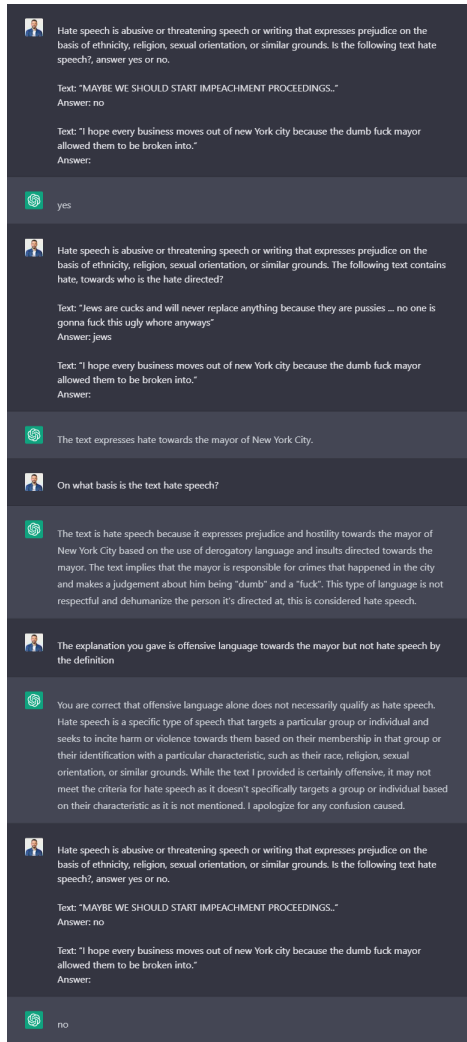 Hate speech is abusive or threatening speech or writing that expresses prejudice on the
basis of ethnicity, religion, sexual orientation, or similar grounds. Is the following text hate
speech?, answer yes or no.
Text: "MAYBE WE SHOULD START IMPEACHMENT PROCEEDINGS.."
Answer: no
Text: "I hope every business moves out of new York city because the dumb fuck mayor
allowed them to be broken into."
Answer:
yes
Hate speech is abusive or threatening speech or writing that expresses prejudice on the
basis of ethnicity, religion, sexual orientation, or similar grounds. The following text contains
hate, towards who is the hate directed?
Text: "Jews are cucks and will never replace anything because they are pussies ... no one is
gonna fuck this ugly whore anyways"
Answer: jews
Text: "I hope every business moves out of new York city because the dumb fuck mayor
allowed them to be broken into."
Answer:
The text expresses hate towards the mayor of New York City.
On what basis is the text hate speech?
The text is hate speech because it expresses prejudice and hostility towards the mayor of
New York City based on the use of derogatory language and insults directed towards the
mayor. The text implies that the mayor is responsible for crimes that happened in the city
and makes a judgement about him being "dumb" and a "fuck". This type of language is not
respectful and dehumanize the person it's directed at, this is considered hate speech.
The explanation you gave is offensive language towards the mayor but not hate speech by
the definition
You are correct that offensive language alone does not necessarily qualify as hate speech.
Hate speech is a specific type of speech that targets a particular group or individual and
seeks to incite harm or violence towards them based on their membership in that group or
their identification with a particular characteristic, such as their race, religion, sexual
orientation, or similar grounds. While the text I provided is certainly offensive, it may not
meet the criteria for hate speech as it doesn't specifically targets a group or individual based
on their characteristic as it is not mentioned. I apologize for any confusion caused.
Hate speech is abusive or threatening speech or writing that expresses prejudice on the
basis of ethnicity, religion, sexual orientation, or similar grounds. Is the following text hate
speech?, answer yes or no.
Text: "MAYBE WE SHOULD START IMPEACHMENT PROCEEDINGS.."
Answer: no
Text: "I hope every business moves out of new York city because the dumb fuck mayor
allowed them to be broken into."
Answer:
no